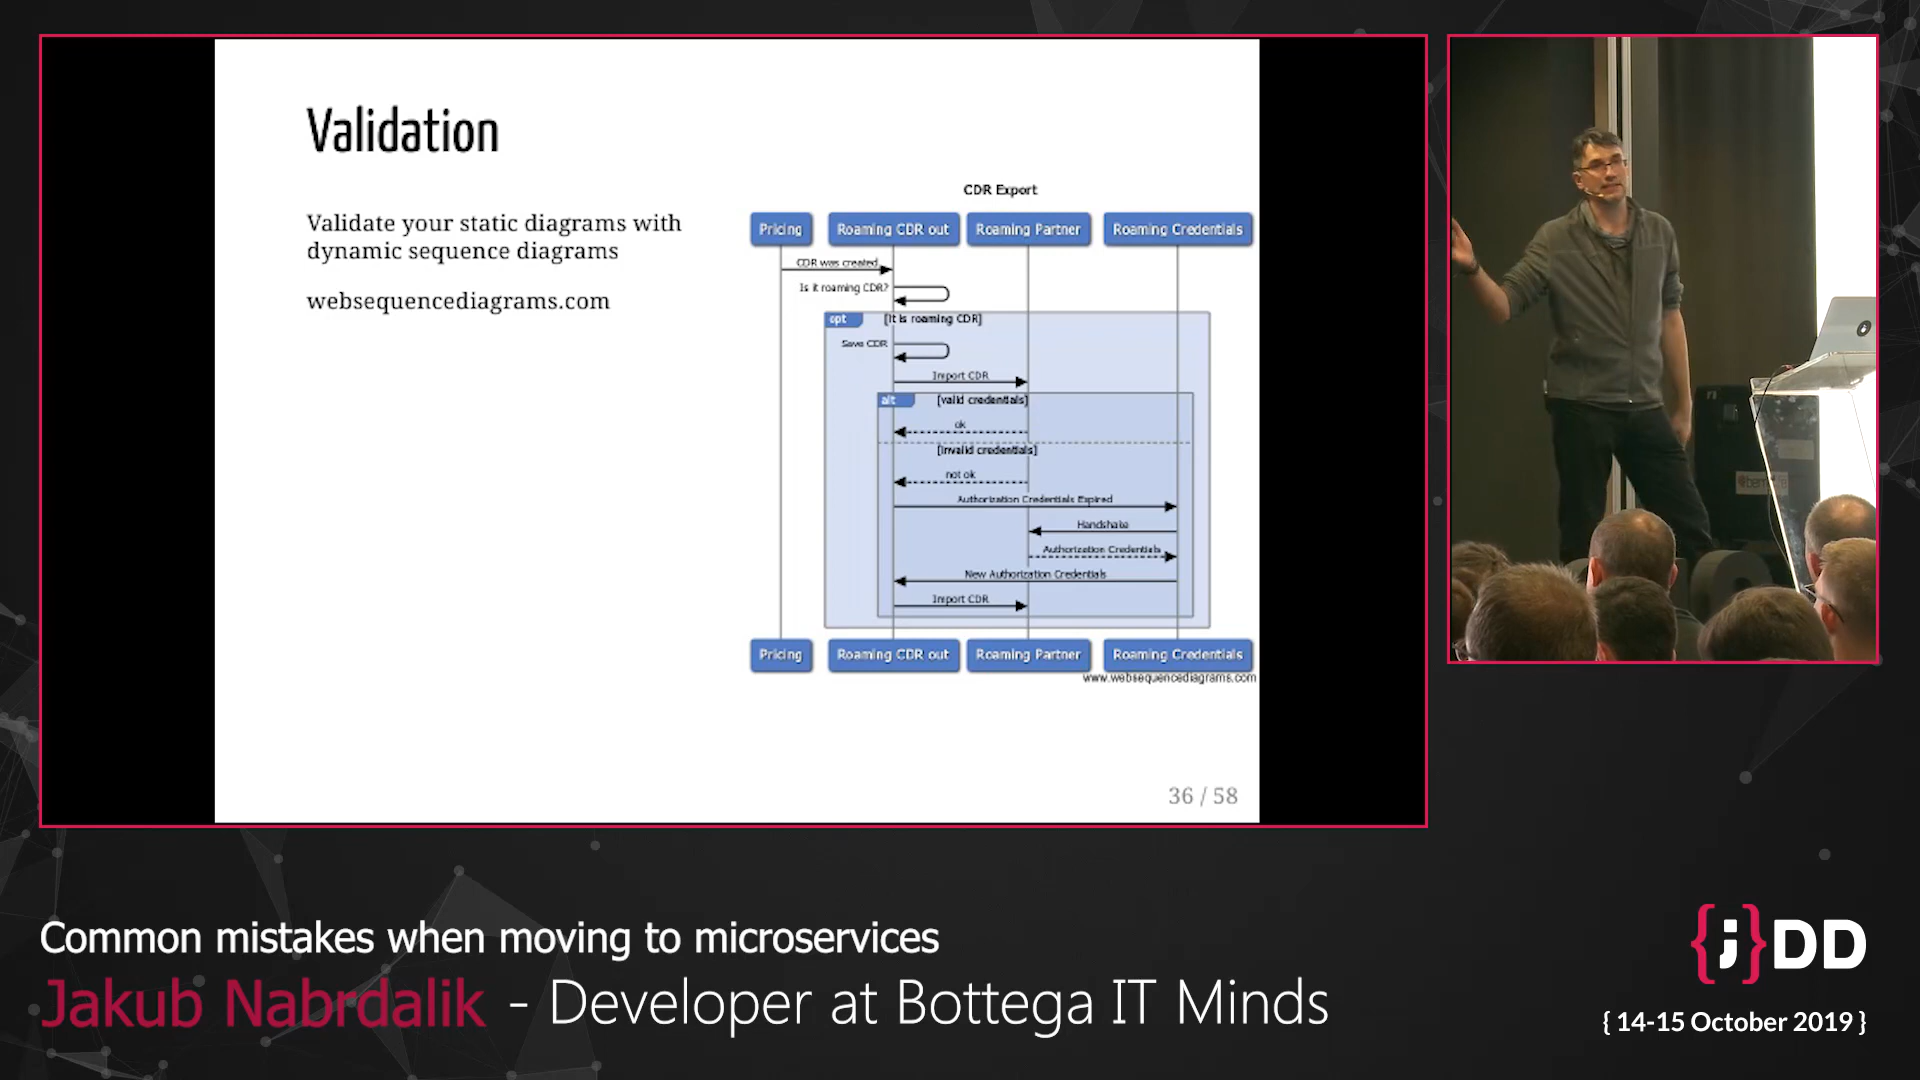 Validation
Validate your static diagrams with
dynamic sequence diagrams
websequencediagrams.com
CDR Export
Pricing
Roaming CDR out
Roaming Partner
Roaming Credentials
CDR was created
Is it roaming CDR?
opt
[It is roaming CDR]
Save CDR
Import CDR
alt
[valid credentials]
ok
[invalid credentials]
not ok
Authorization Credentials Expired
Handshake
Authorization Credentials
New Authorization Credentials
Import CDR
Pricing
Roaming CDR out
Roaming Partner
Roaming Credentials
www.websequencediagrams.com
36 / 58
Common mistakes when moving to microservices
Jakub Nabrdalik - Developer at Bottega IT Minds
{;}DD
{ 14-15 October 2019 }